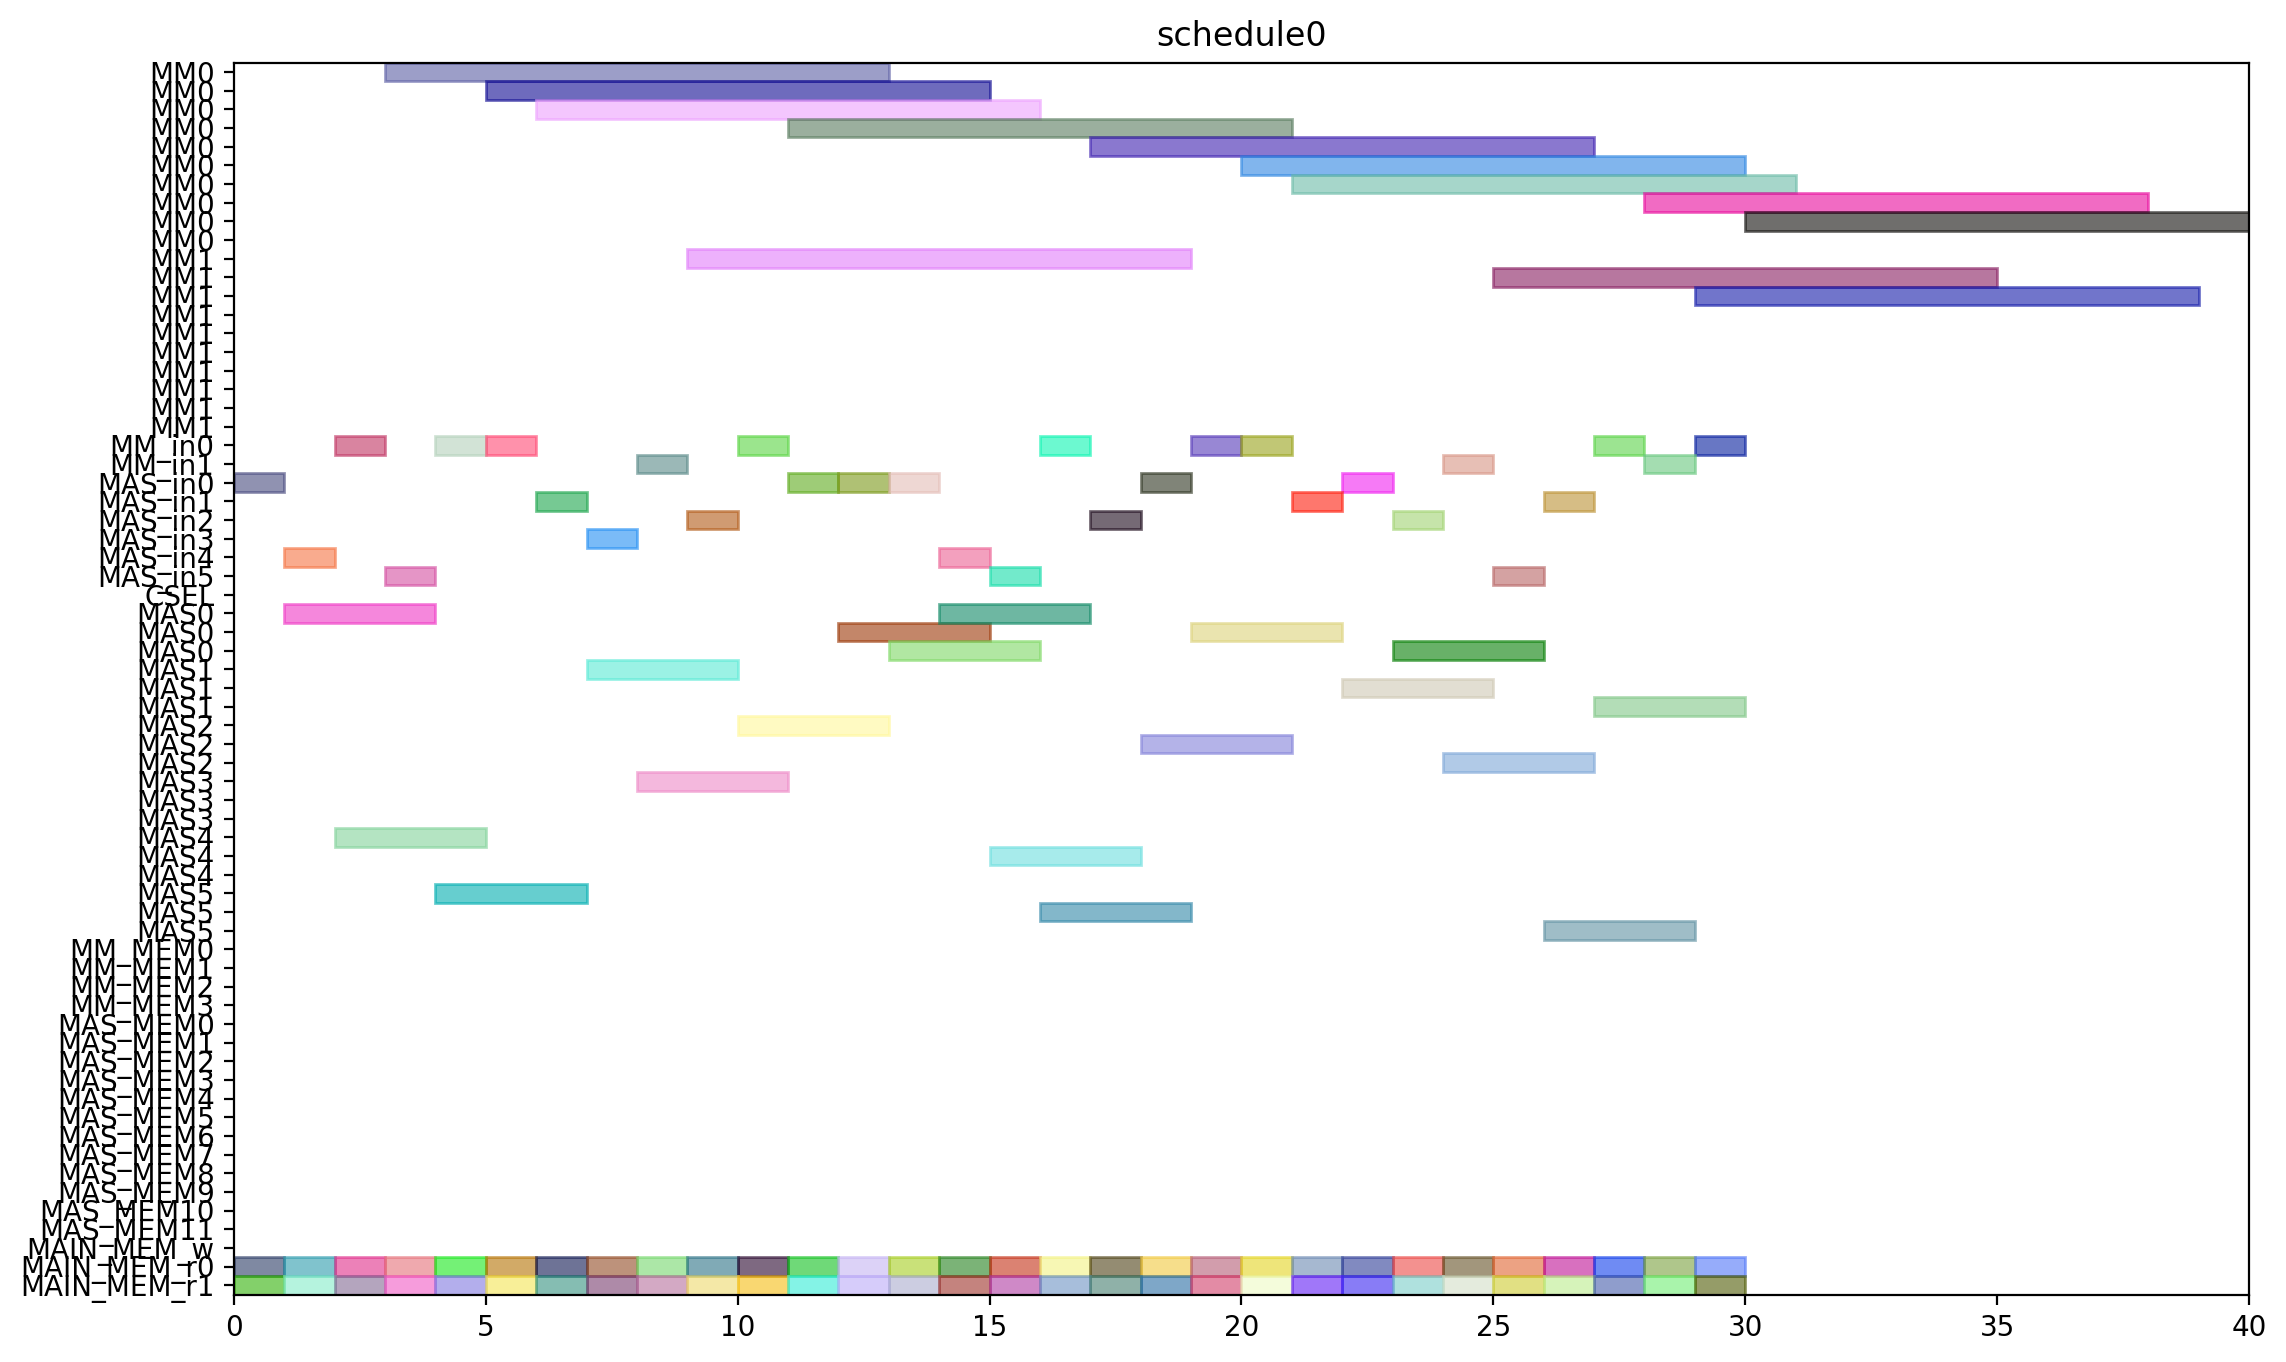 schedule0
MM0
MM0
MM0
MM0
MM0
MM0
MM0
MM0
MM0
MM0
MM1
MM1
MM1
MM1
MM1
MM1
MM1
MM1
MM1
MM1
MM_in0
MM_in1
MAS_in0
MAS_in1
MAS_in2
MAS_in3
MAS_in4
MAS_in5
CSEL
MAS0
MAS0
MAS0
MAS1
MAS1
MAS1
MAS2
MAS2
MAS2
MAS3
MAS3
MAS3
MAS4
MAS4
MAS4
MAS5
MAS5
MAS5
MM_MEM0
MM_MEM1
MM_MEM2
MM_MEM3
MAS_MEM0
MAS_MEM1
MAS_MEM2
MAS_MEM3
MAS_MEM4
MAS_MEM5
MAS_MEM6
MAS_MEM7
MAS_MEM8
MAS_MEM9
MAS_MEM10
MAS_MEM11
MAIN_MEM_w
MAIN_MEM_r0
MAIN_MEM_r1
0 5 10 15 20 25 30 35 40